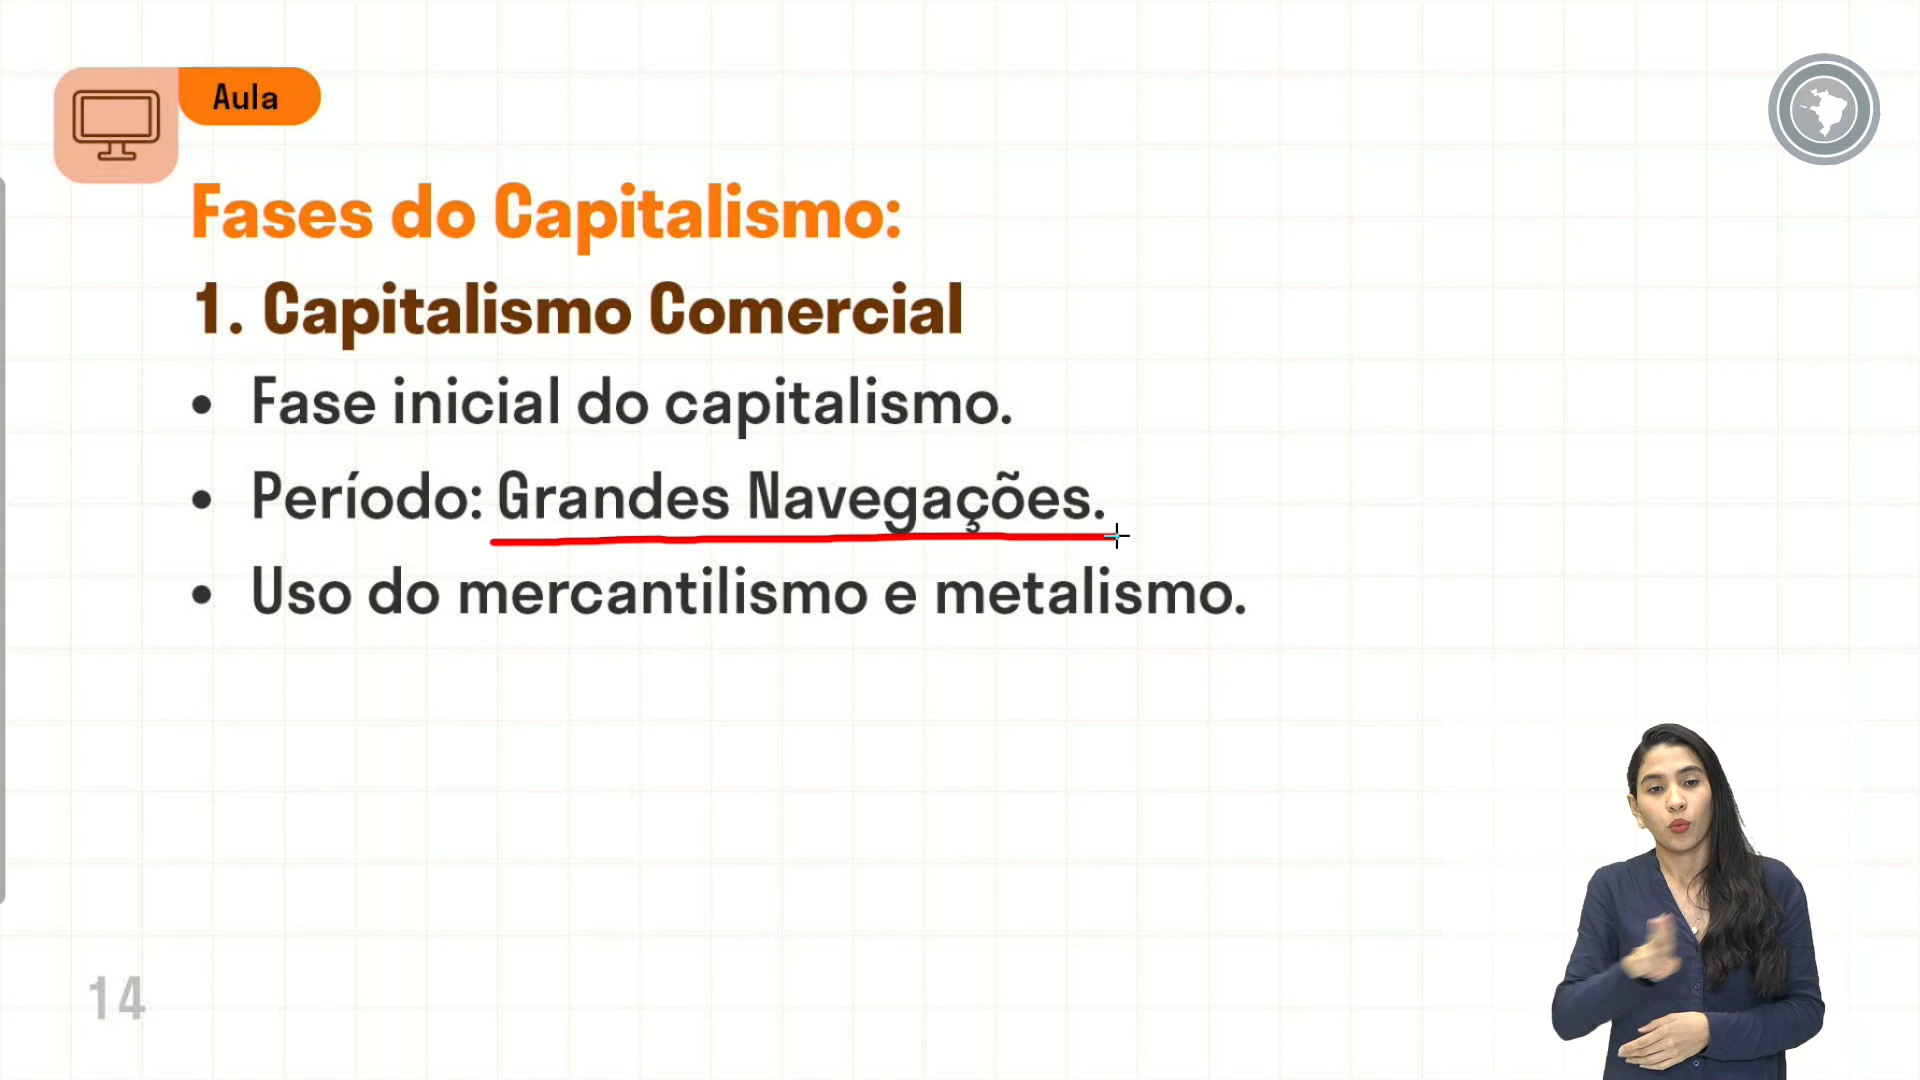 Aula
Fases do Capitalismo:
1. Capitalismo Comercial
• Fase inicial do capitalismo.
• Período: Grandes Navegações.
• Uso do mercantilismo e metalismo.
14